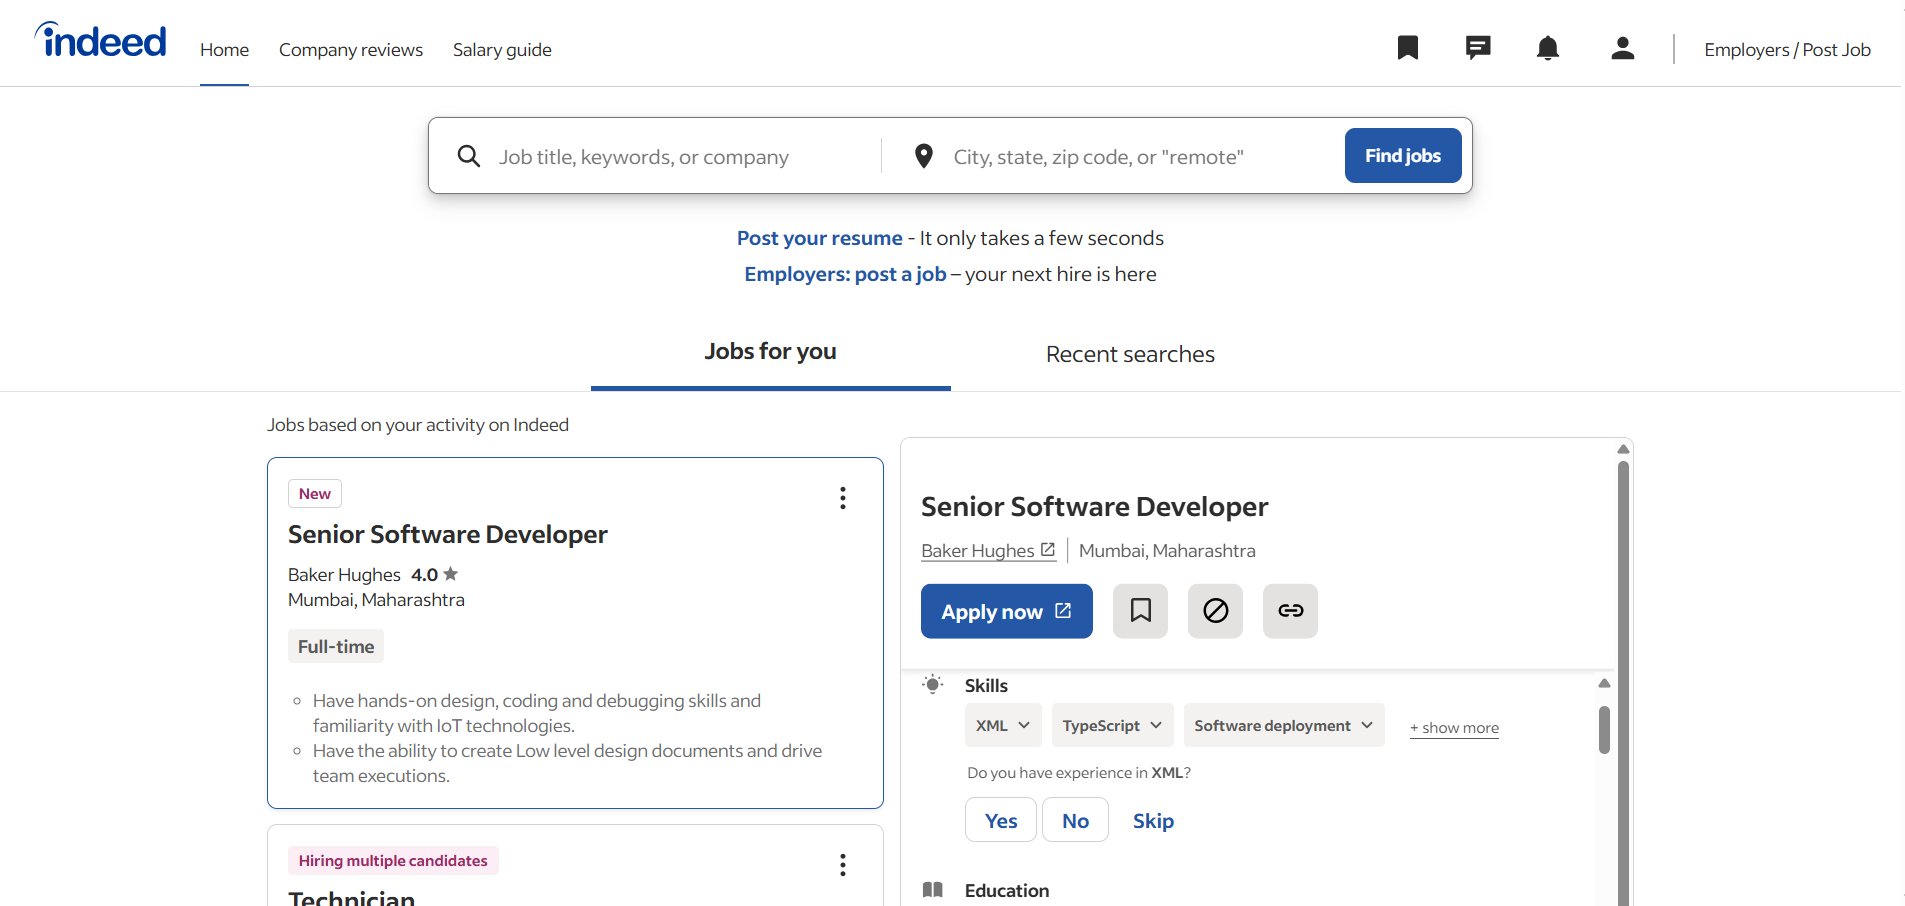 indeed
Home
Company reviews
Salary guide
Employers / Post Job
Job title, keywords, or company
City, state, zip code, or "remote"
Find jobs
Post your resume - It only takes a few seconds
Employers: post a job – your next hire is here
Jobs for you
Recent searches
Jobs based on your activity on Indeed
New
Senior Software Developer
Baker Hughes 4.0
Mumbai, Maharashtra
Full-time
Have hands-on design, coding and debugging skills and
familiarity with IoT technologies.
Have the ability to create Low level design documents and drive
team executions.
Hiring multiple candidates
Technician
Senior Software Developer
Baker Hughes
Mumbai, Maharashtra
Apply now
Skills
XML
TypeScript
Software deployment
+ show more
Do you have experience in XML?
Yes
No
Skip
Education